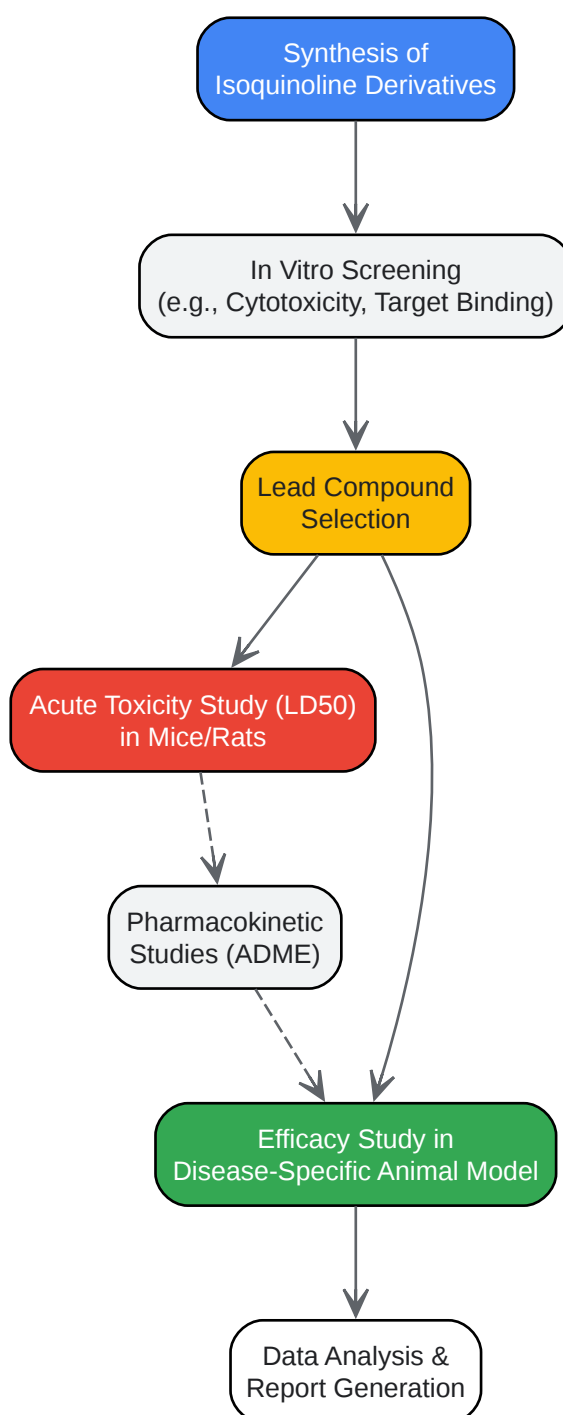 Synthesis of
Isoquinoline Derivatives
In Vitro Screening
(e.g., Cytotoxicity, Target Binding)
Lead Compound
Selection
Acute Toxicity Study (LD50)
in Mice/Rats
Pharmacokinetic
Studies (ADME)
Efficacy Study in
Disease-Specific Animal Model
Data Analysis &
Report Generation